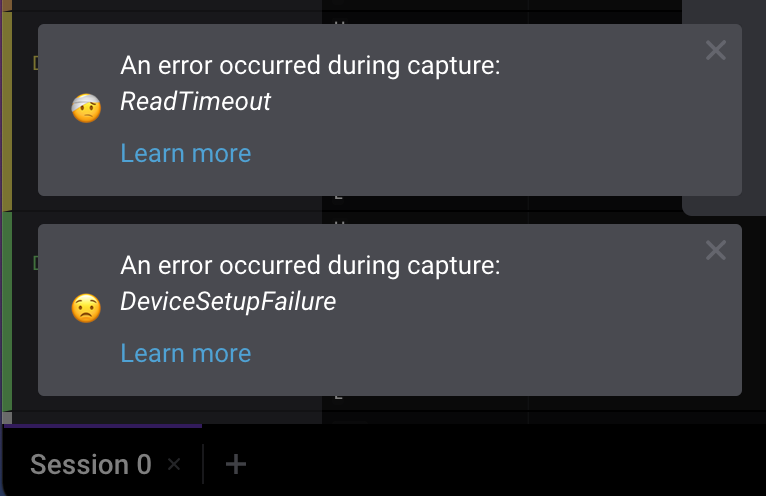 An error occurred during capture:
ReadTimeout
Learn more
An error occurred during capture:
DeviceSetupFailure
Learn more
Session 0